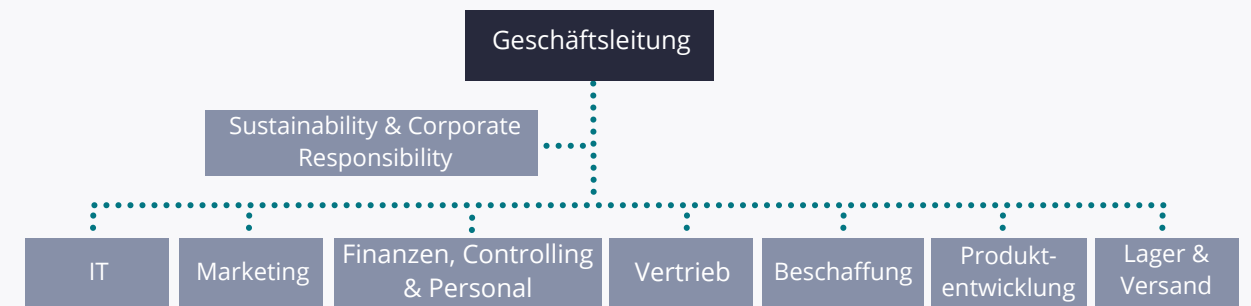 Geschäftsleitung
Sustainability & Corporate
Responsibility
IT
Marketing
Finanzen, Controlling
& Personal
Vertrieb
Beschaffung
Produkt-
entwicklung
Lager &
Versand